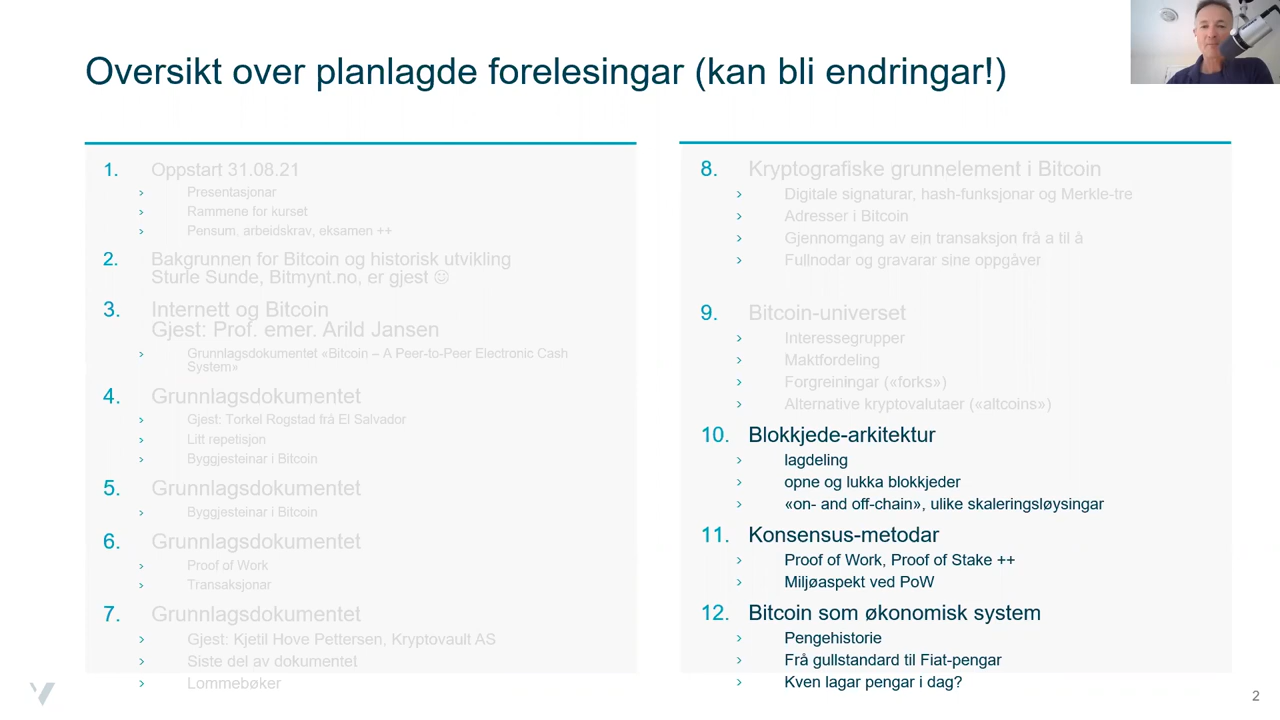 Oversikt over planlagde forelesingar (kan bli endringar!)
1. Oppstart 31.08.21
› Presentasjonar
› Rammene for kurset
› Pensum, arbeidskrav, eksamen ++
2. Bakgrunnen for Bitcoin og historisk utvikling
Sturle Sunde, Bitmynt.no, er gjest ☺
3. Internett og Bitcoin
Gjest: Prof. emer. Arild Jansen
› Grunnlagsdokumentet «Bitcoin – A Peer-to-Peer Electronic Cash
System»
4. Grunnlagsdokumentet
› Gjest: Torkel Rogstad frå El Salvador
› Litt repetisjon
› Byggjesteinar i Bitcoin
5. Grunnlagsdokumentet
› Byggjesteinar i Bitcoin
6. Grunnlagsdokumentet
› Proof of Work
› Transaksjonar
7. Grunnlagsdokumentet
› Gjest: Kjetil Hove Pettersen, Kryptovault AS
› Siste del av dokumentet
› Lommebøker
8. Kryptografiske grunnelement i Bitcoin
› Digitale signaturar, hash-funksjonar og Merkle-tre
› Adresser i Bitcoin
› Gjennomgang av ein transaksjon frå a til å
› Fullnodar og gravarar sine oppgåver
9. Bitcoin-universet
› Interessegrupper
› Maktfordeling
› Forgreiningar («forks»)
› Alternative kryptovalutaer («altcoins»)
10. Blokkjede-arkitektur
› lagdeling
› opne og lukka blokkjeder
› «on- and off-chain», ulike skaleringsløysingar
11. Konsensus-metodar
› Proof of Work, Proof of Stake ++
› Miljøaspekt ved PoW
12. Bitcoin som økonomisk system
› Pengehistorie
› Frå gullstandard til Fiat-pengar
› Kven lagar pengar i dag?
2